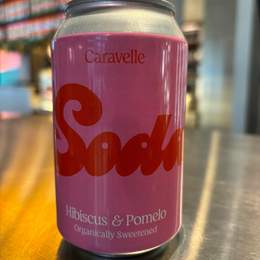 Caravelle
Soda
Hibiscus & Pomelo
Organically Sweetened